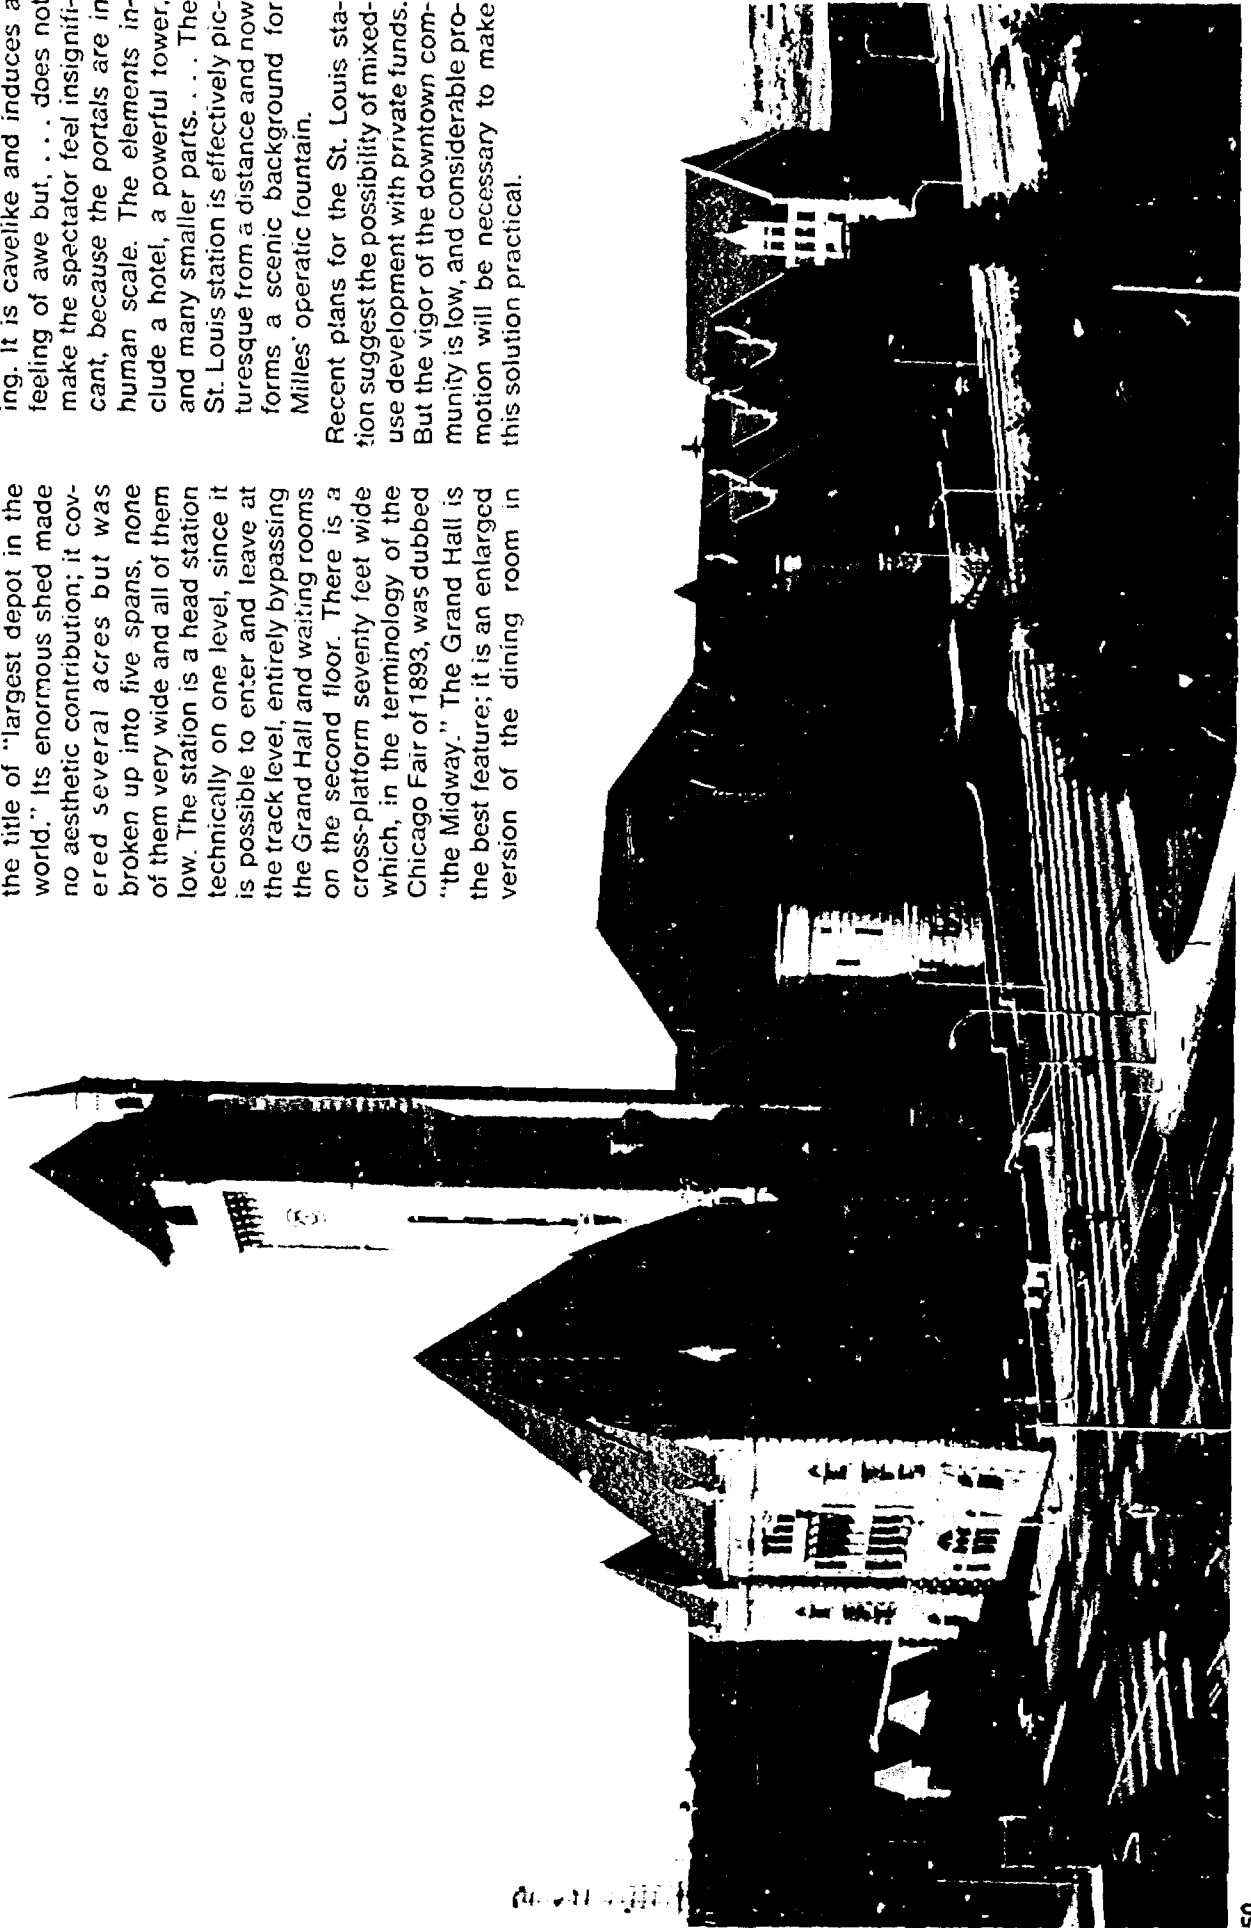 the title of "largest depot in the
world." Its enormous shed made
no aesthetic contribution; it cov-
ered several acres but was
broken up into five spans, none
of them very wide and all of them
low. The station is a head station
technically on one level, since it
is possible to enter and leave at
the track level, entirely bypassing
the Grand Hall and waiting rooms
on the second floor. There is a
cross-platform seventy feet wide
which, in the terminology of the
Chicago Fair of 1893, was dubbed
"the Midway." The Grand Hall is
the best feature; it is an enlarged
version of the dining room in
ing. It is cavelike and induces a
feeling of awe but, . . . does not
make the spectator feel insignifi-
cant, because the portals are in
human scale. The elements in-
clude a hotel, a powerful tower,
and many smaller parts. . . . The
St. Louis station is effectively pic-
turesque from a distance and now
forms a scenic background for
Milles' operatic fountain.
Recent plans for the St. Louis sta-
tion suggest the possibility of mixed-
use development with private funds.
But the vigor of the downtown com-
munity is low, and considerable pro-
motion will be necessary to make
this solution practical.